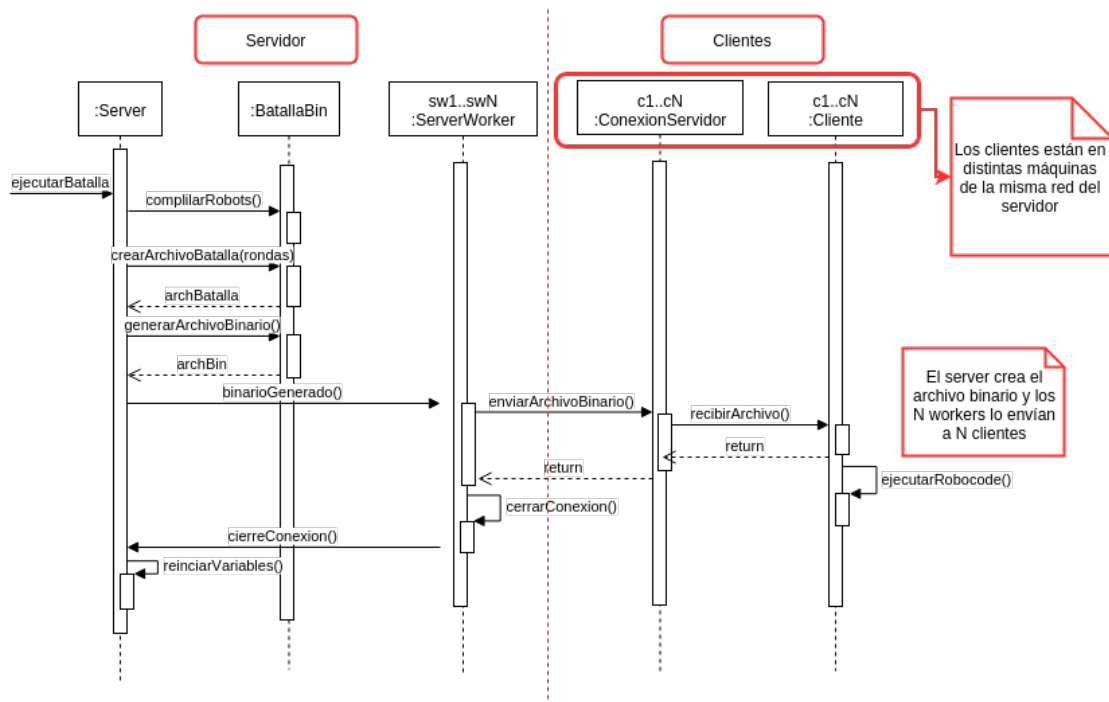 Servidor
Clientes
:Server
:BatallaBin
sw1..swN
:ServerWorker
c1..cN
:ConexionServidor
c1..cN
:Cliente
Los clientes están en
distintas máquinas
de la misma red del
servidor
ejecutarBatalla
complilarRobots()
crearArchivoBatalla(rondas)
archBatalla
generarArchivoBinario()
archBin
binarioGenerado()
enviarArchivoBinario()
recibirArchivo()
El server crea el
archivo binario y los
N workers lo envían
a N clientes
return
return
ejecutarRobocode()
cerrarConexion()
cierreConexion()
reinciarVariables()